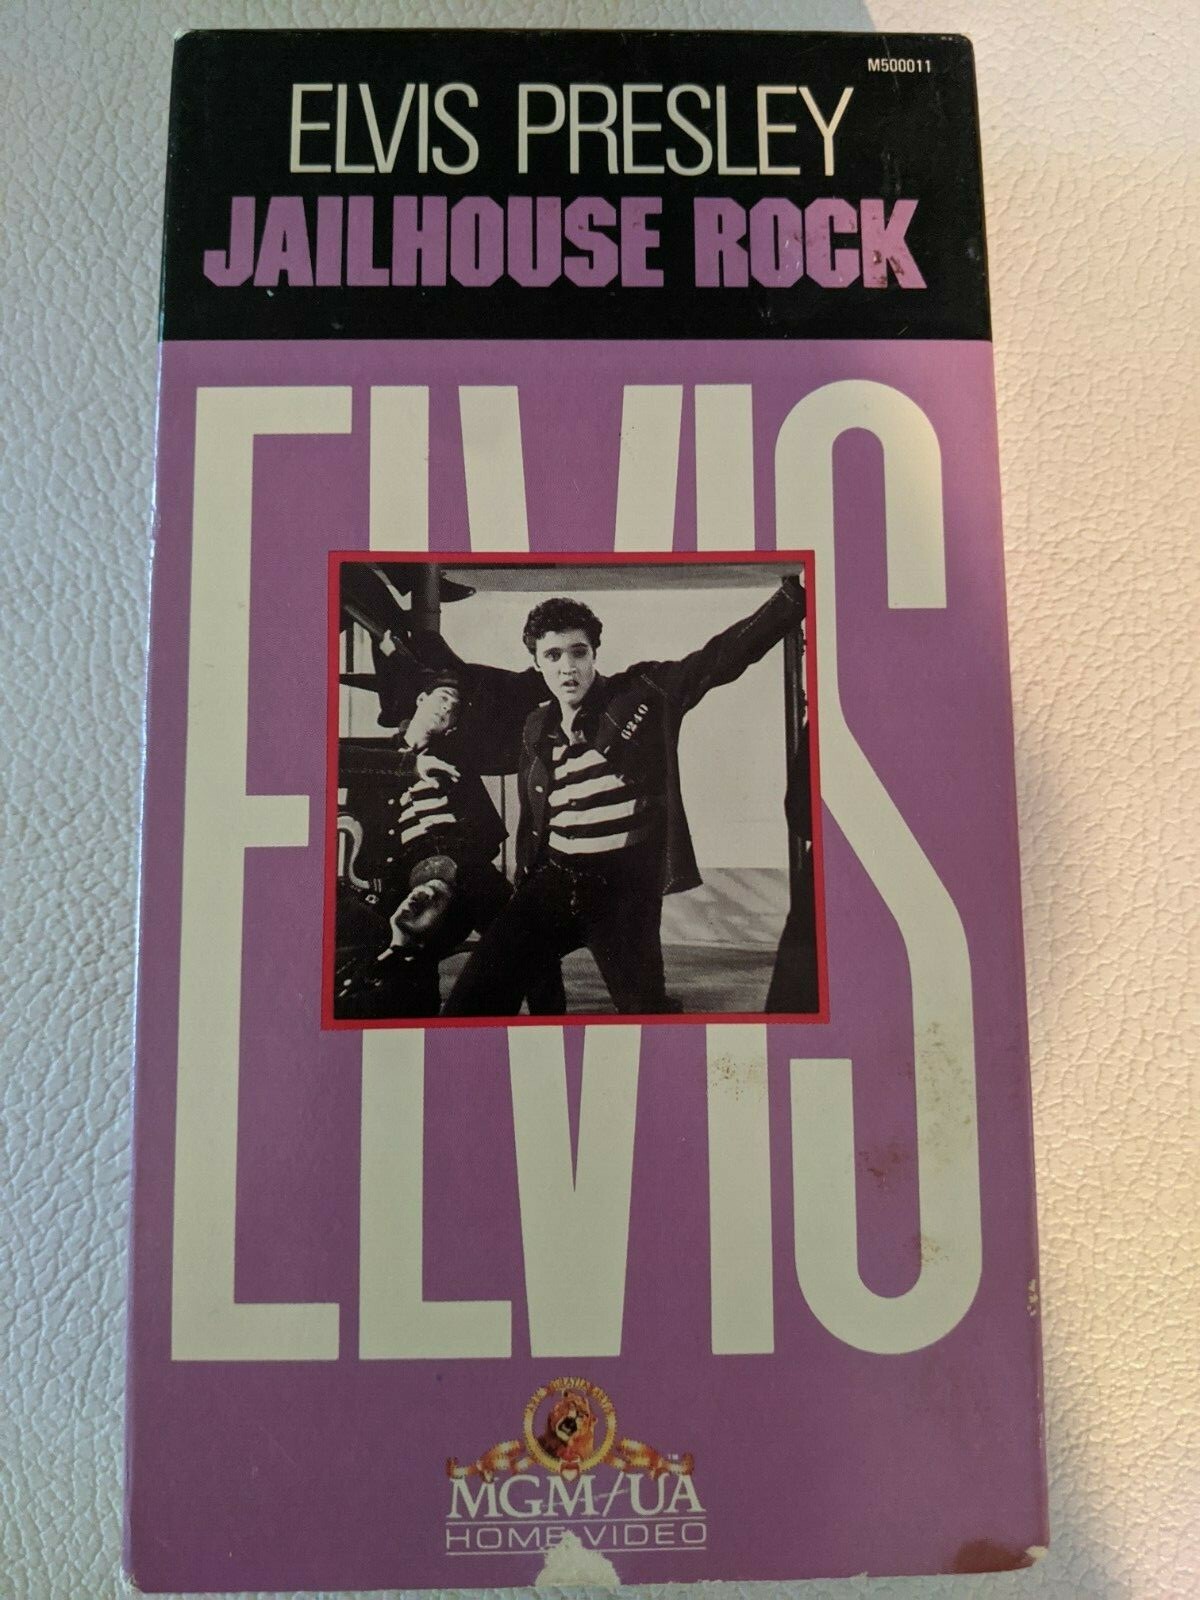 M500011
ELVIS PRESLEY
JAILHOUSE ROCK
ELVIS
6240
MGM/UA
HOME VIDEO